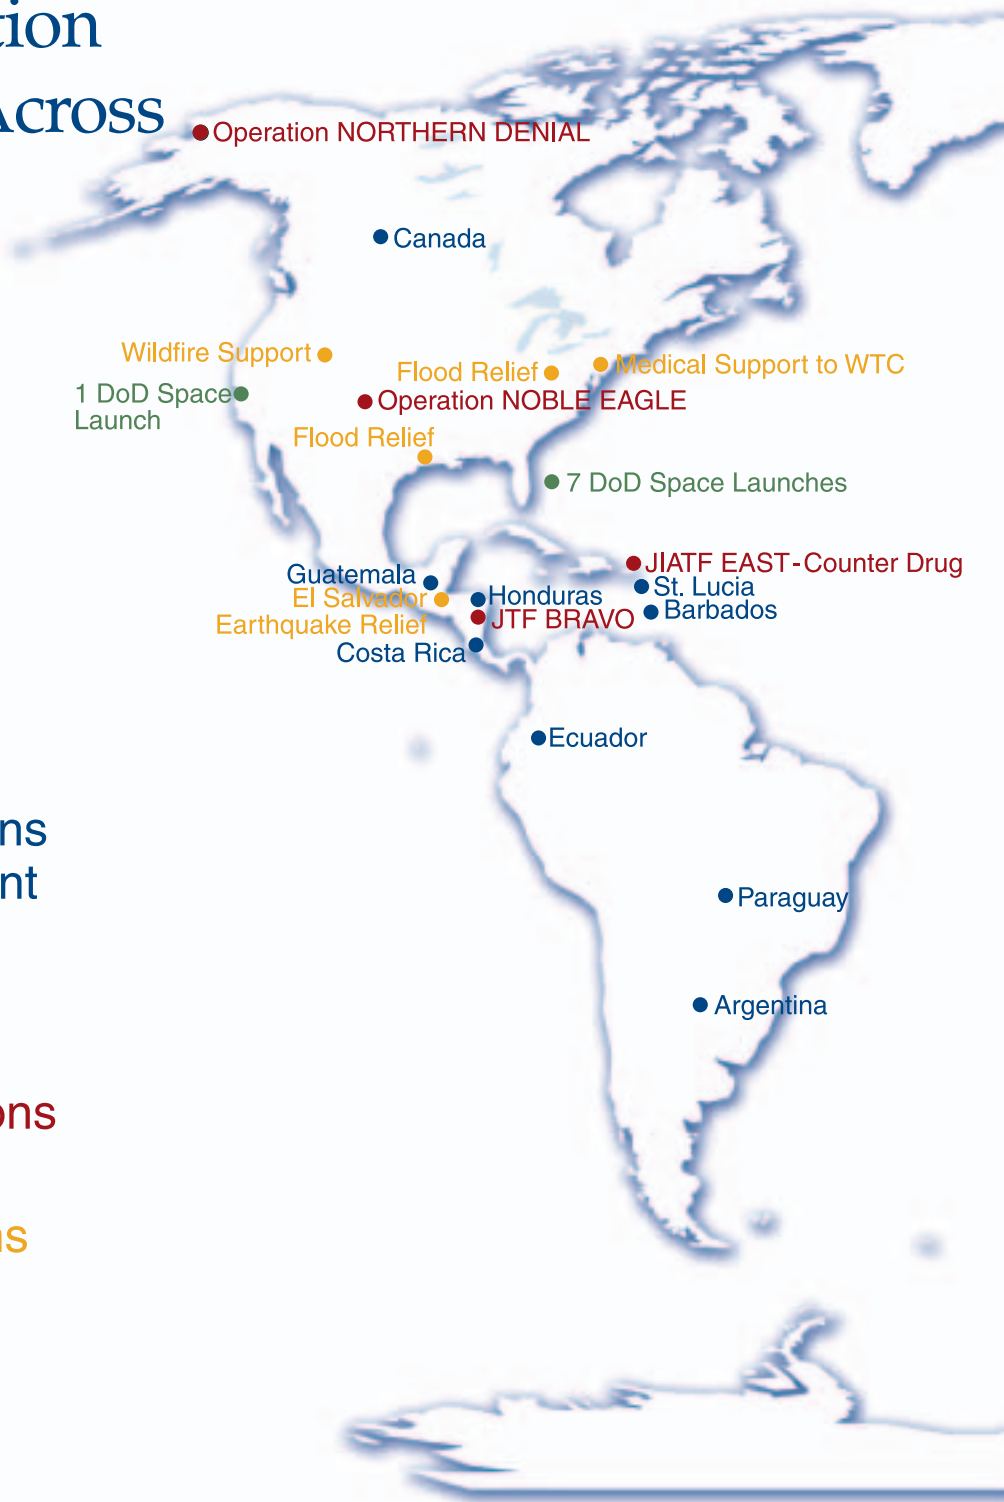 tion
Across
Operation NORTHERN DENIAL
Canada
Wildfire Support
Flood Relief
Medical Support to WTC
1 DoD Space
Launch
Operation NOBLE EAGLE
Flood Relief
7 DoD Space Launches
JIATF EAST-Counter Drug
Guatemala
St. Lucia
El Salvador
Earthquake Relief
Honduras
Barbados
JTF BRAVO
Costa Rica
Ecuador
ns
nt
Paraguay
Argentina
ons
ns